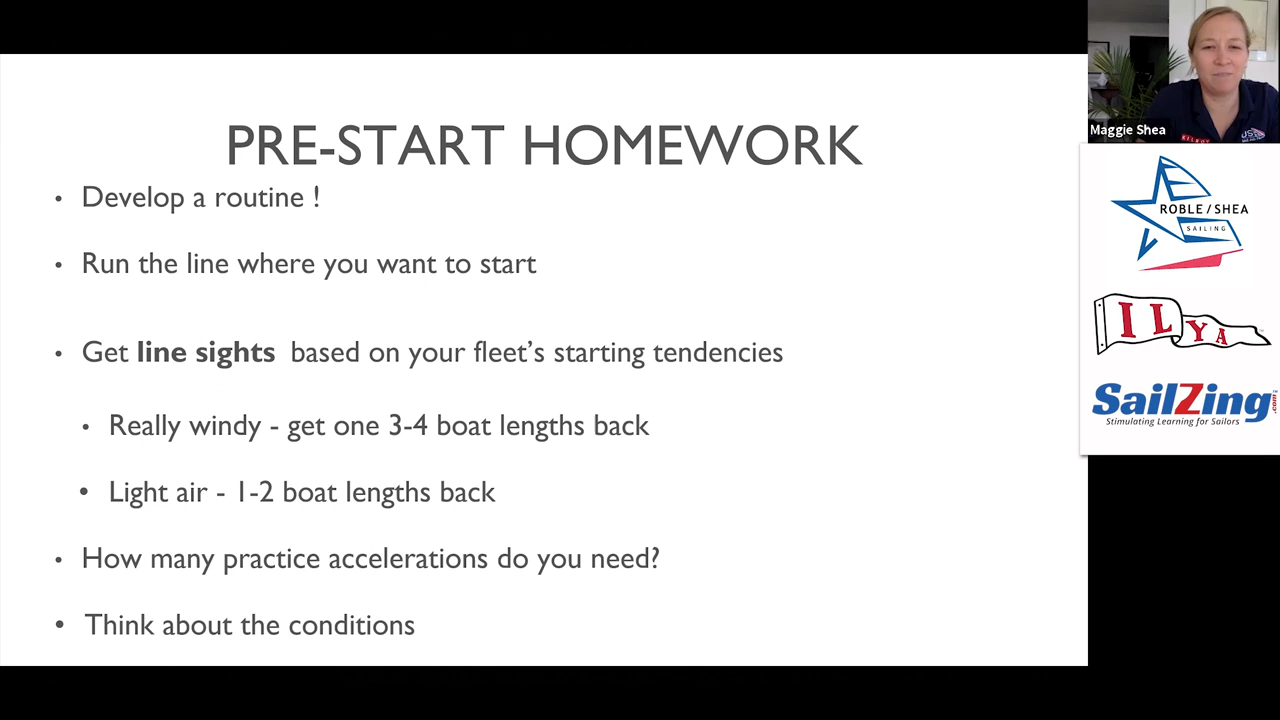 PRE-START HOMEWORK
• Develop a routine !
• Run the line where you want to start
• Get line sights based on your fleet's starting tendencies
• Really windy - get one 3-4 boat lengths back
• Light air - 1-2 boat lengths back
• How many practice accelerations do you need?
• Think about the conditions
Maggie Shea
ROBLE / SHEA
SAILING
ILYA
SailZing
.com
Stimulating Learning for Sailors